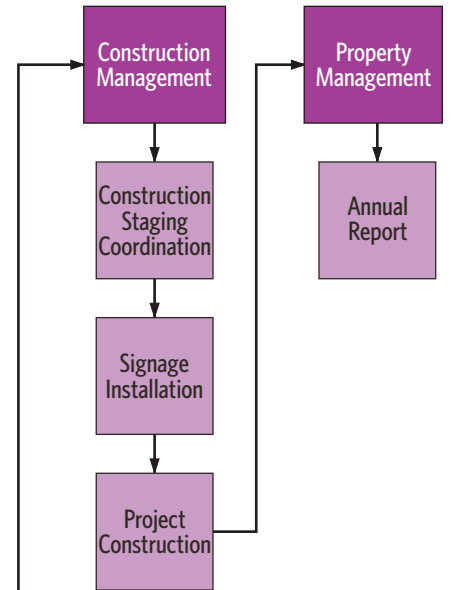 Construction
Management
Construction
Staging
Coordination
Signage
Installation
Project
Construction
Property
Management
Annual
Report